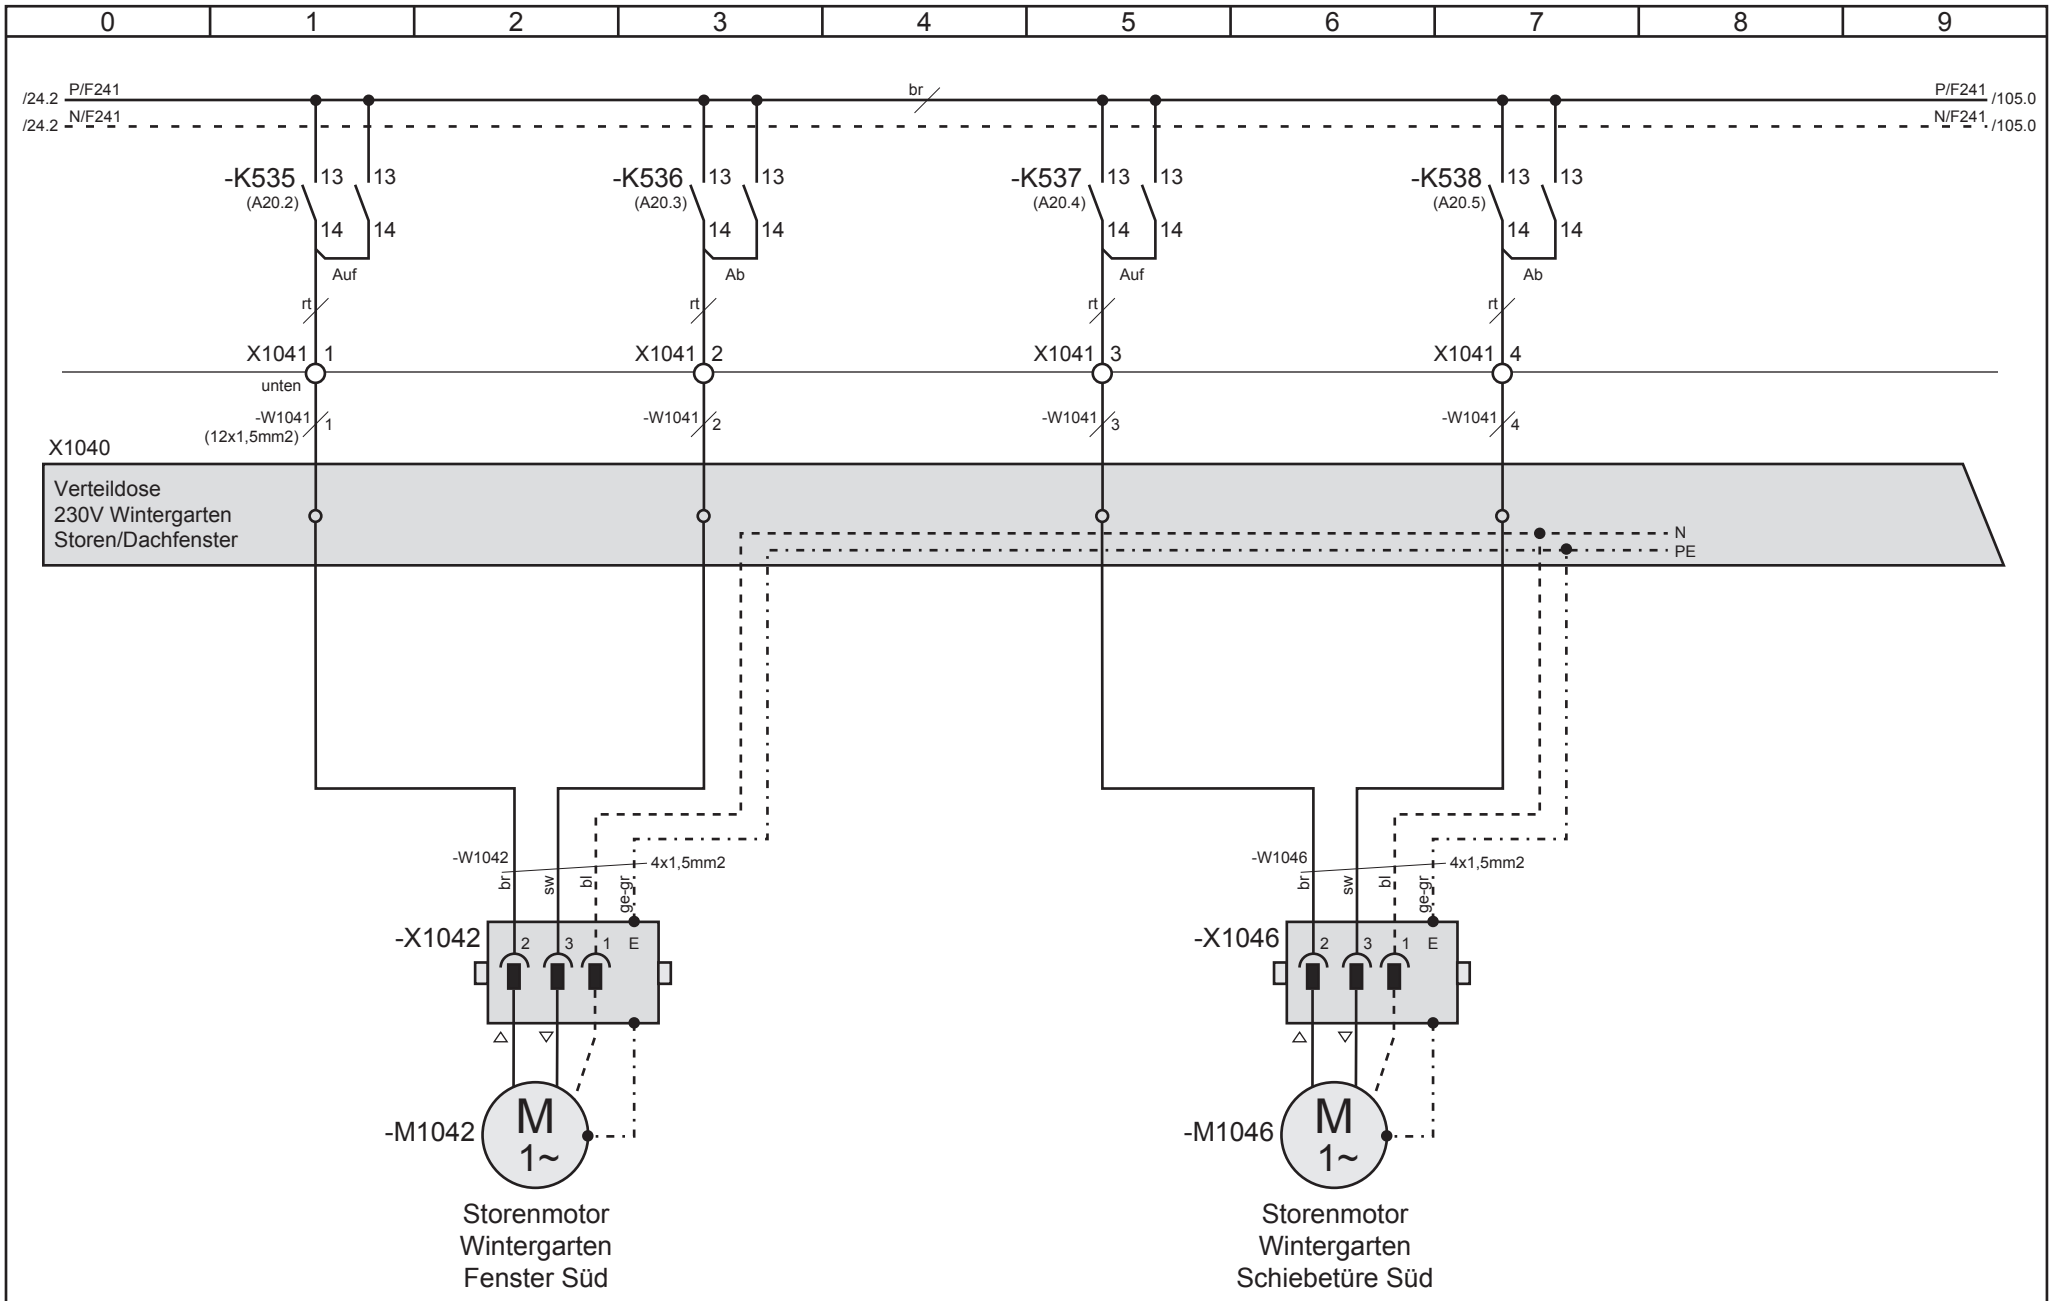 0 1 2 3 4 5 6 7 8 9
/24.2 P/F241 br P/F241 /105.0
/24.2 N/F241 N/F241 /105.0
-K535 13 13 -K536 13 13 -K537 13 13 -K538 13 13
(A20.2) (A20.3) (A20.4) (A20.5)
14 14 14 14 14 14 14 14
Auf Ab Auf Ab
rt rt rt rt
X1041 1 X1041 2 X1041 3 X1041 4
unten
-W1041 1 -W1041 2 -W1041 3 -W1041 4
(12x1,5mm2)
X1040
Verteildose
230V Wintergarten
Storen/Dachfenster
N
PE
-W1042 4x1,5mm2 -W1046 4x1,5mm2
br sw bl ge-gr br sw bl ge-gr
-X1042 2 3 1 E -X1046 2 3 1 E
M M
-M1042 -M1046
1~ 1~
Storenmotor Storenmotor
Wintergarten Wintergarten
Fenster Süd Schiebetüre Süd